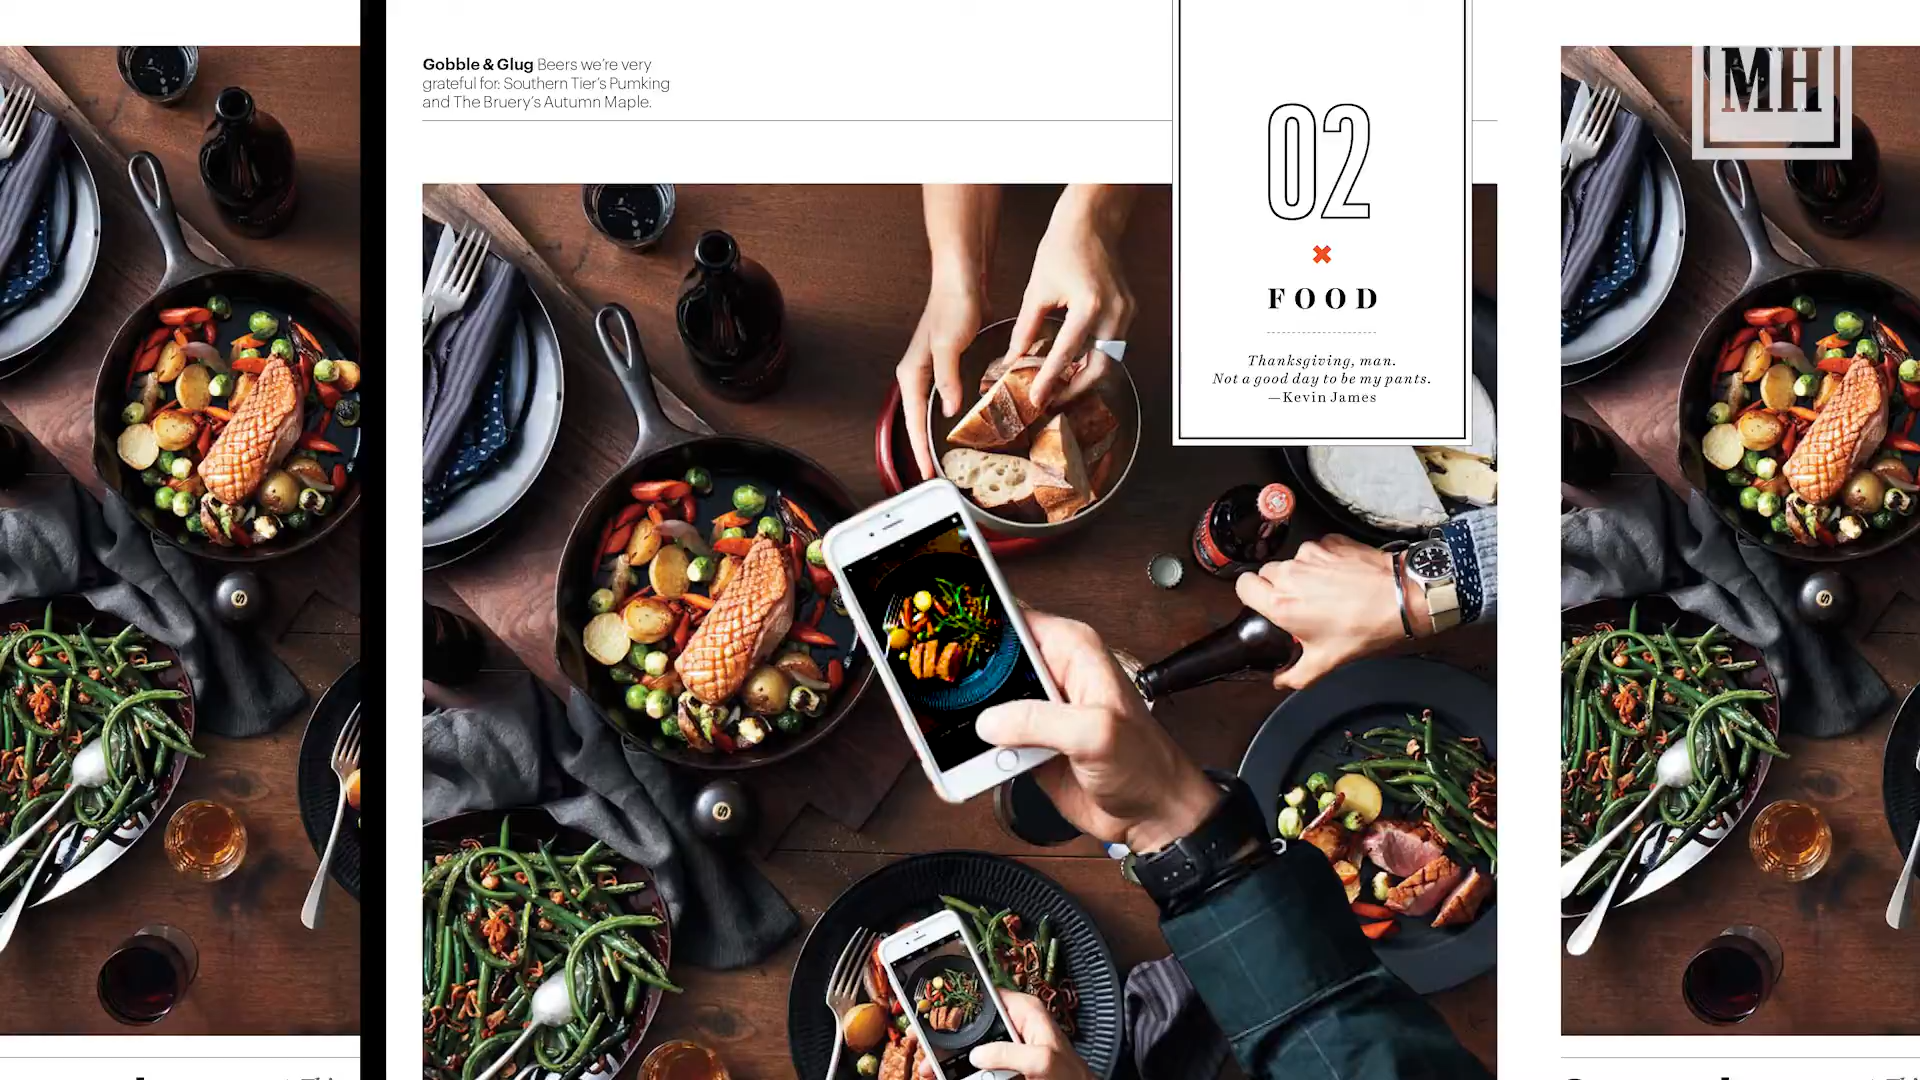 Gobble & Glug Beers we're very
grateful for: Southern Tier's Pumking
and The Bruery's Autumn Maple.
02
FOOD
Thanksgiving, man.
Not a good day to be my pants.
—Kevin James
MH